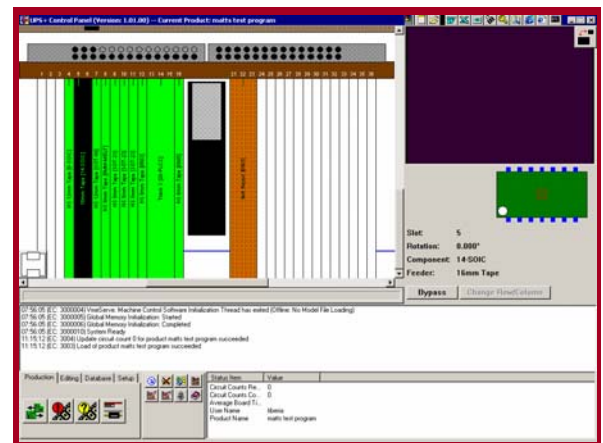 UPS+ Control Panel (Version: 1.01.00) -- Current Product: matts test program
1 2 3 4 5 6 7 8 9 10 11 12 13 14 15 16 21 22 23 24 25 26 27 28 29 30 31 32 33 34 35 36
16mm Tape [14-SOIC]
Slot: 5
Rotation: 0.000°
Component: 14-SOIC
Feeder: 16mm Tape
Bypass Change Row/Column
07:56:05 (EC: 3000004) VineServe: Machine Control Software Initialization Thread has exited (Offline: No Model File Loading)
07:56:05 (EC: 3000005) Global Memory Initialization: Started
07:56:05 (EC: 3000006) Global Memory Initialization: Completed
07:56:05 (EC: 3000010) System Ready
11:15:12 (EC: 3004) Update circuit count 0 for product matts test program succeeded
11:15:12 (EC: 3003) Load of product matts test program succeeded
Production Editing Database Setup
Status Item Value
Circuit Counts Re... 0
Circuit Counts Co... 0
Average Board Ti...
User Name
Product Name matts test program